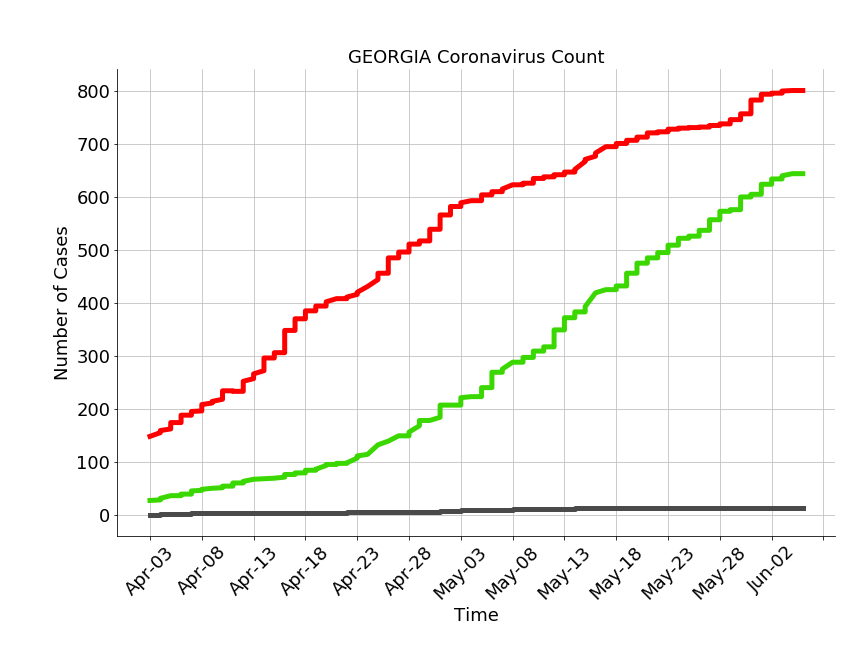 GEORGIA Coronavirus Count
Number of Cases
800
700
600
500
400
300
200
100
0
Apr-03
Apr-08
Apr-13
Apr-18
Apr-23
Apr-28
May-03
May-08
May-13
May-18
May-23
May-28
Jun-02
Time